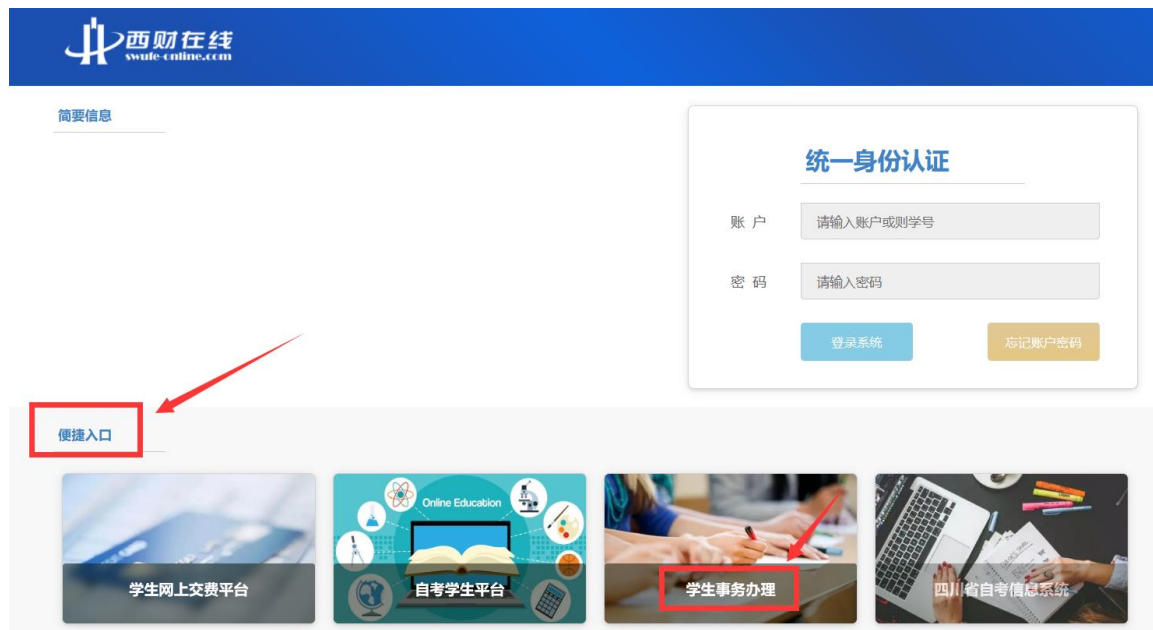 西财在线
swufe-online.com
简要信息
统一身份认证
账 户
请输入账户或则学号
密 码
请输入密码
登录系统
忘记账户密码
便捷入口
Online Education
学生网上交费平台
自考学生平台
学生事务办理
四川省自考信息系统